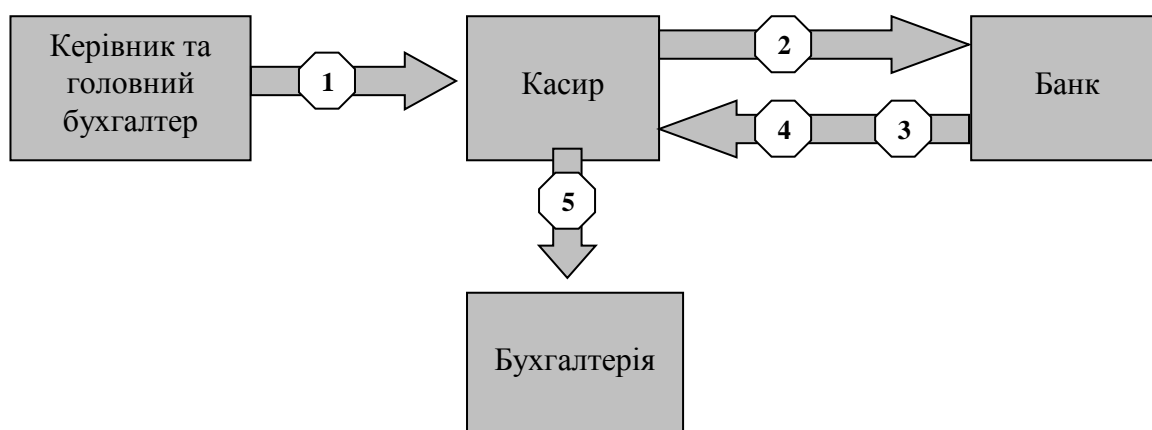 Керівник та
головний
бухгалтер
1
Касир
2
Банк
4
3
5
Бухгалтерія